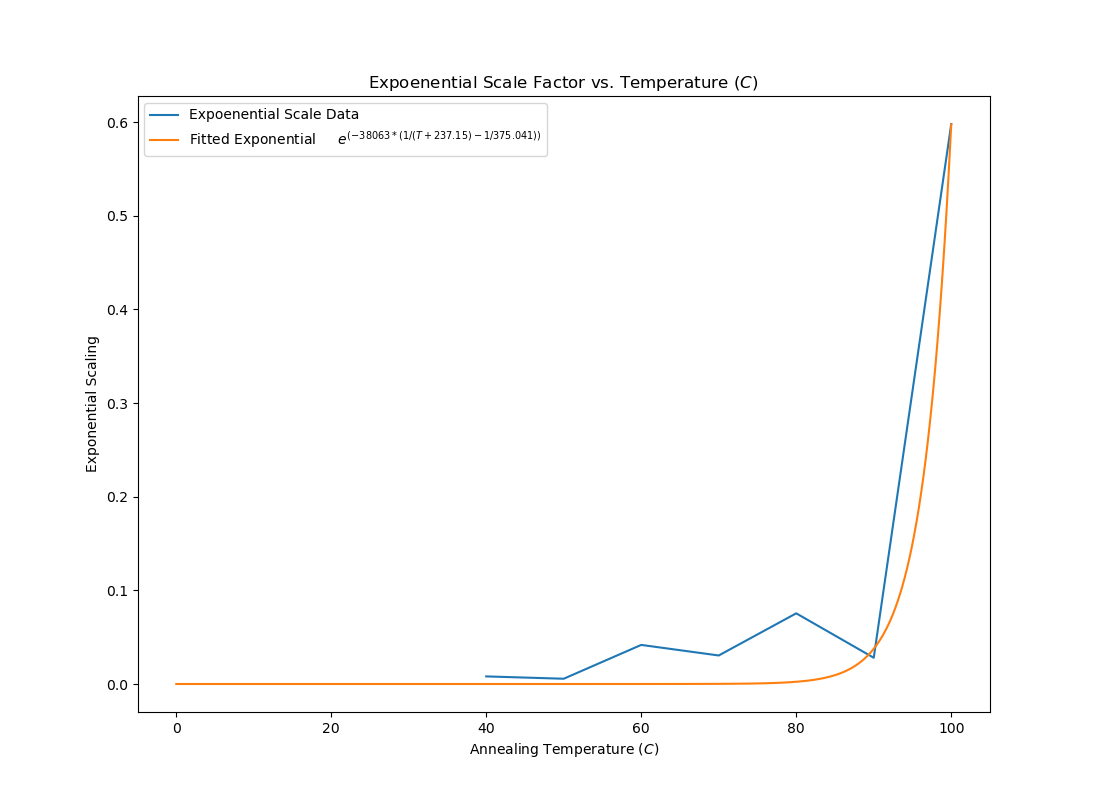 Expoenential Scale Factor vs. Temperature (C)
Expoenential Scale Data
Fitted Exponential e^(−38063*(1/(T+237.15)−1/375.041))
0.6
0.5
0.4
0.3
0.2
0.1
0.0
Exponential Scaling
0 20 40 60 80 100
Annealing Temperature (C)